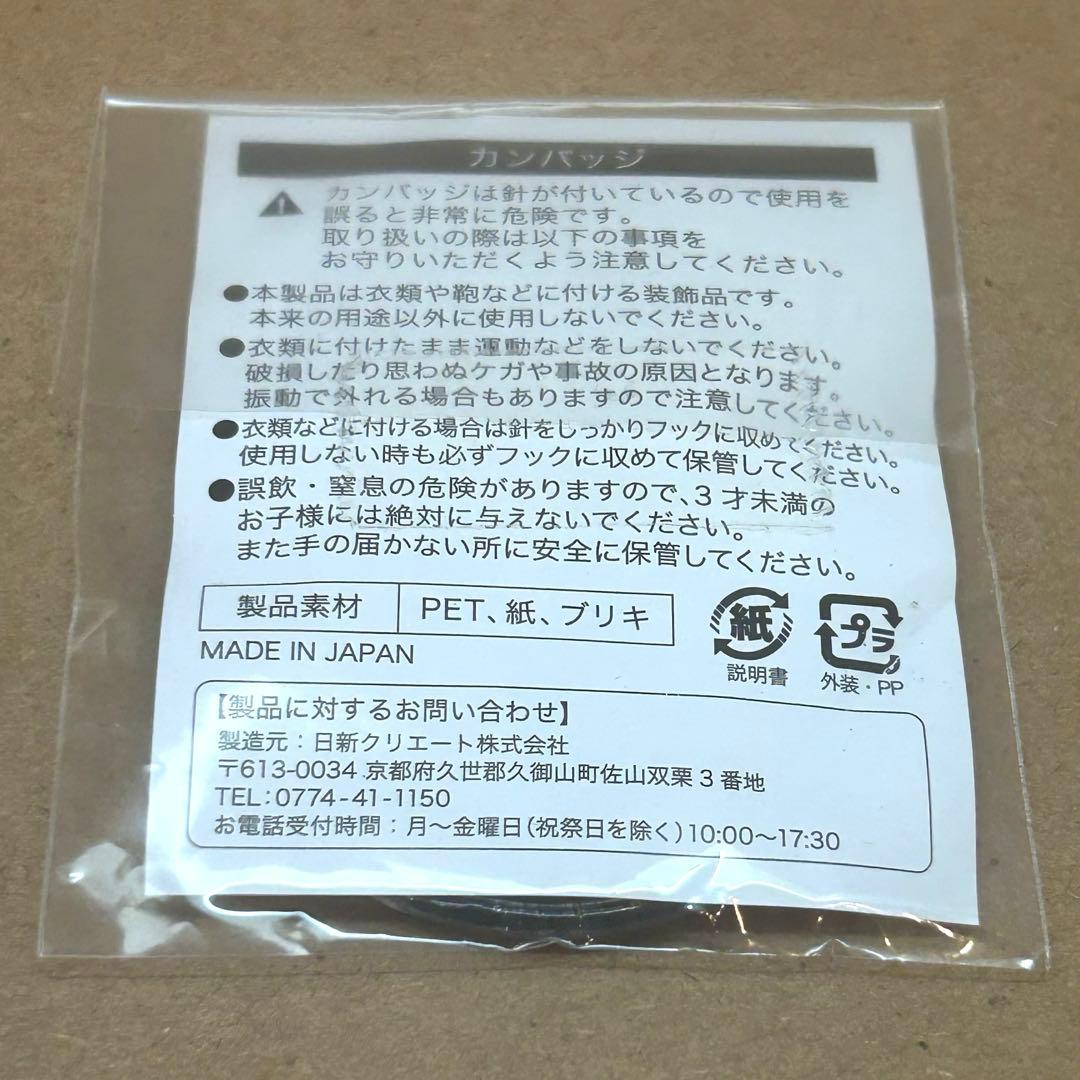 カンバッジ
カンバッジは針が付いているので使用を
誤ると非常に危険です。
取り扱いの際は以下の事項を
お守りいただくよう注意してください。
●本製品は衣類や鞄などに付ける装飾品です。
本来の用途以外に使用しないでください。
●衣類に付けたまま運動などをしないでください。
破損したり思わぬケガや事故の原因となります。
振動で外れる場合もありますので注意してください。
●衣類などに付ける場合は針をしっかりフックに収めてください。
使用しない時も必ずフックに収めて保管してください。
●誤飲・窒息の危険がありますので、3才未満の
お子様には絶対に与えないでください。
また手の届かない所に安全に保管してください。
製品素材 PET、紙、ブリキ
MADE IN JAPAN
紙
説明書
プラ
外装・PP
【製品に対するお問い合わせ】
製造元：日新クリエート株式会社
〒613-0034 京都府久世郡久御山町佐山双栗3番地
TEL:0774-41-1150
お電話受付時間：月～金曜日(祝祭日を除く)10:00～17:30